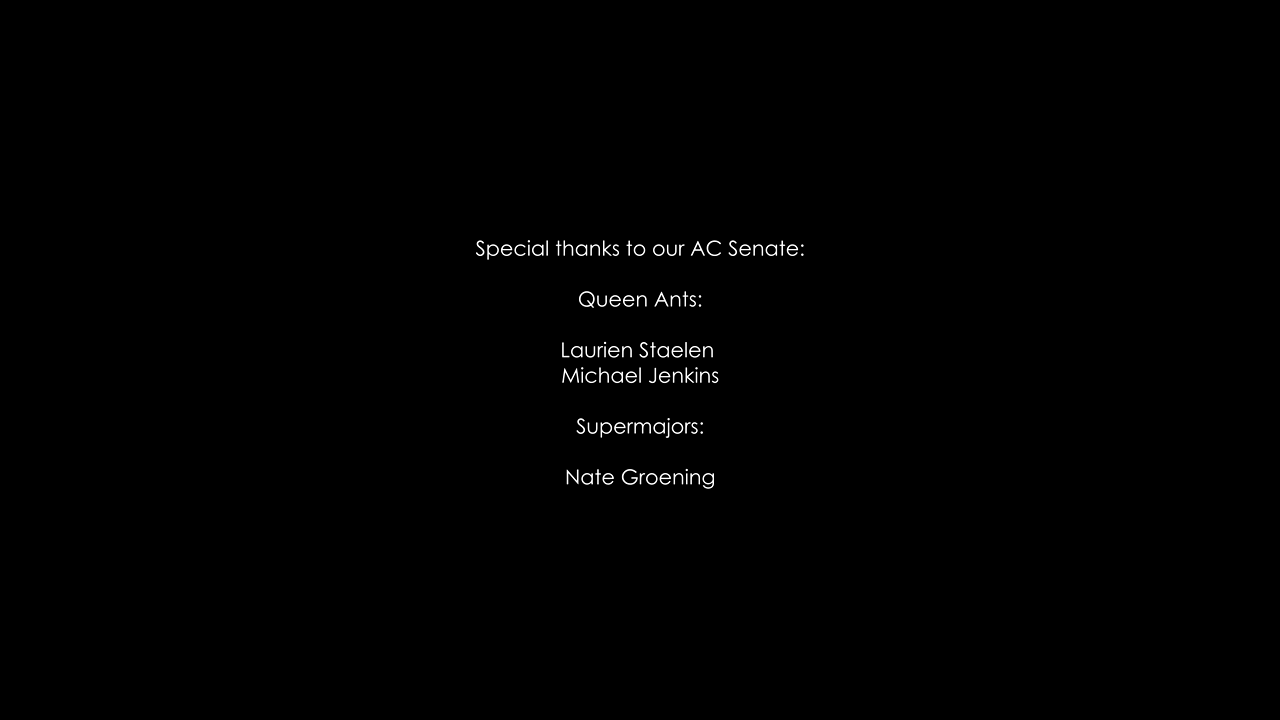 Special thanks to our AC Senate:
Queen Ants:
Laurien Staelen
Michael Jenkins
Supermajors:
Nate Groening